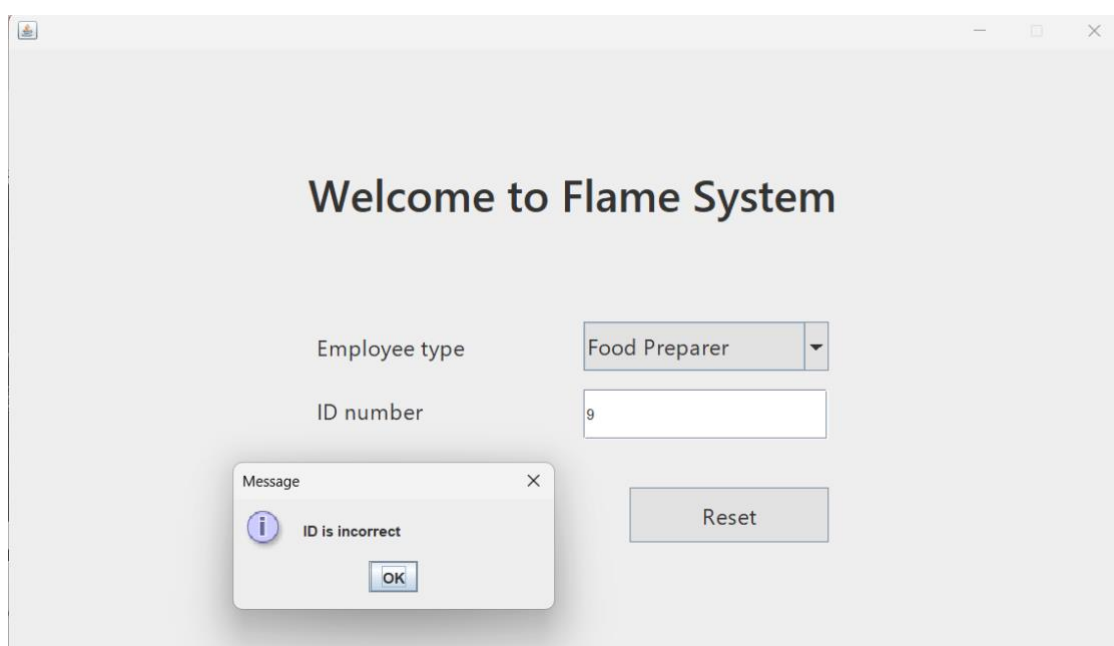 Welcome to Flame System
Employee type
Food Preparer
ID number
9
Message
ID is incorrect
OK
Reset